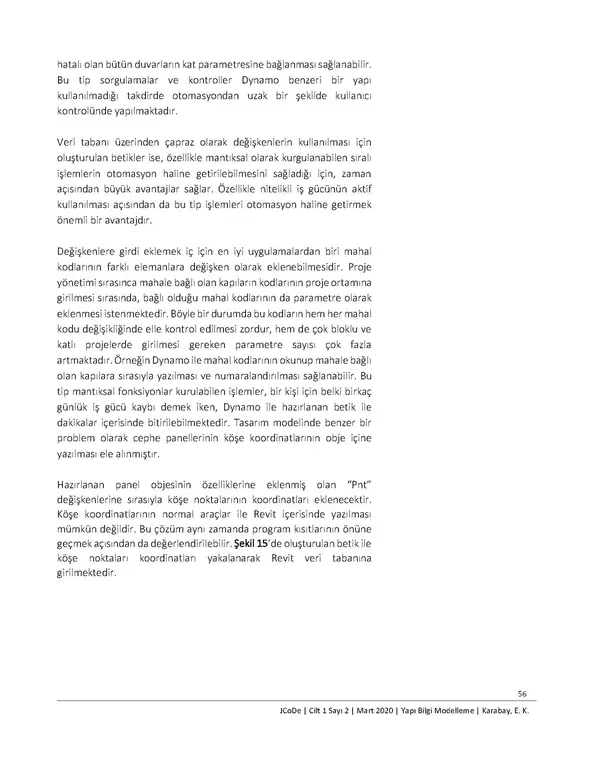 hatalı olan bütün duvarların kat parametresine bağlanması sağlanabilir.
Bu tip sorgulamalar ve kontroller Dynamo benzeri bir yapı
kullanılmadığı takdirde otomasyondan uzak bir şekilde kullanıcı
kontrolünde yapılmaktadır.
Veri tabanı üzerinden çapraz olarak değişkenlerin kullanılması için
oluşturulan betikler ise, özellikle mantıksal olarak kurgulanabilen sıralı
işlemlerin otomasyon haline getirilebilmesini sağladığı için, zaman
açısından büyük avantajlar sağlar. Özellikle nitelikli iş gücünün aktif
kullanılması açısından da bu tip işlemleri otomasyon haline getirmek
önemli bir avantajdır.
Değişkenlere girdi eklemek iç için en iyi uygulamalardan biri mahal
kodlarının farklı elemanlara değişken olarak eklenebilmesidir. Proje
yönetimi sırasınca mahale bağlı olan kapıların kodlarının proje ortamına
girilmesi sırasında, bağlı olduğu mahal kodlarının da parametre olarak
eklenmesi istenmektedir. Böyle bir durumda bu kodların hem her mahal
kodu değişikliğinde elle kontrol edilmesi zordur, hem de çok bloklu ve
katlı projelerde girilmesi gereken parametre sayısı çok fazla
artmaktadır. Örneğin Dynamo ile mahal kodlarının okunup mahale bağlı
olan kapılara sırasıyla yazılması ve numaralandırılması sağlanabilir. Bu
tip mantıksal fonksiyonlar kurulabilen işlemler, bir kişi için belki birkaç
günlük iş gücü kaybı demek iken, Dynamo ile hazırlanan betik ile
dakikalar içerisinde bitirilebilmektedir. Tasarım modelinde benzer bir
problem olarak cephe panellerinin köşe koordinatlarının obje içine
yazılması ele alınmıştır.
Hazırlanan panel objesinin özelliklerine eklenmiş olan “Pnt”
değişkenlerine sırasıyla köşe noktalarının koordinatları eklenecektir.
Köşe koordinatlarının normal araçlar ile Revit içerisinde yazılması
mümkün değildir. Bu çözüm aynı zamanda program kısıtlarının önüne
geçmek açısından da değerlendirilebilir. Şekil 15’de oluşturulan betik ile
köşe noktaları koordinatları yakalanarak Revit veri tabanına
girilmektedir.
56
JCoDe | Cilt 1 Sayı 2 | Mart 2020 | Yapı Bilgi Modelleme | Karabay, E. K.